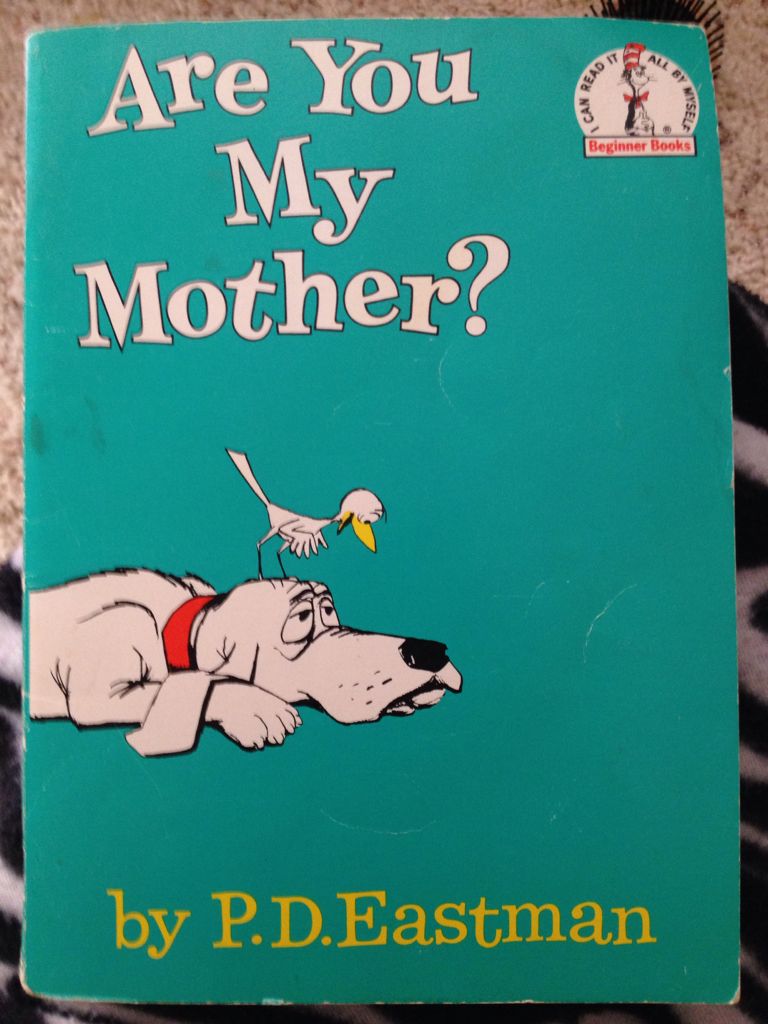 Are You
My
Mother?
I CAN READ IT ALL BY MYSELF
®
Beginner Books
by P.D.Eastman